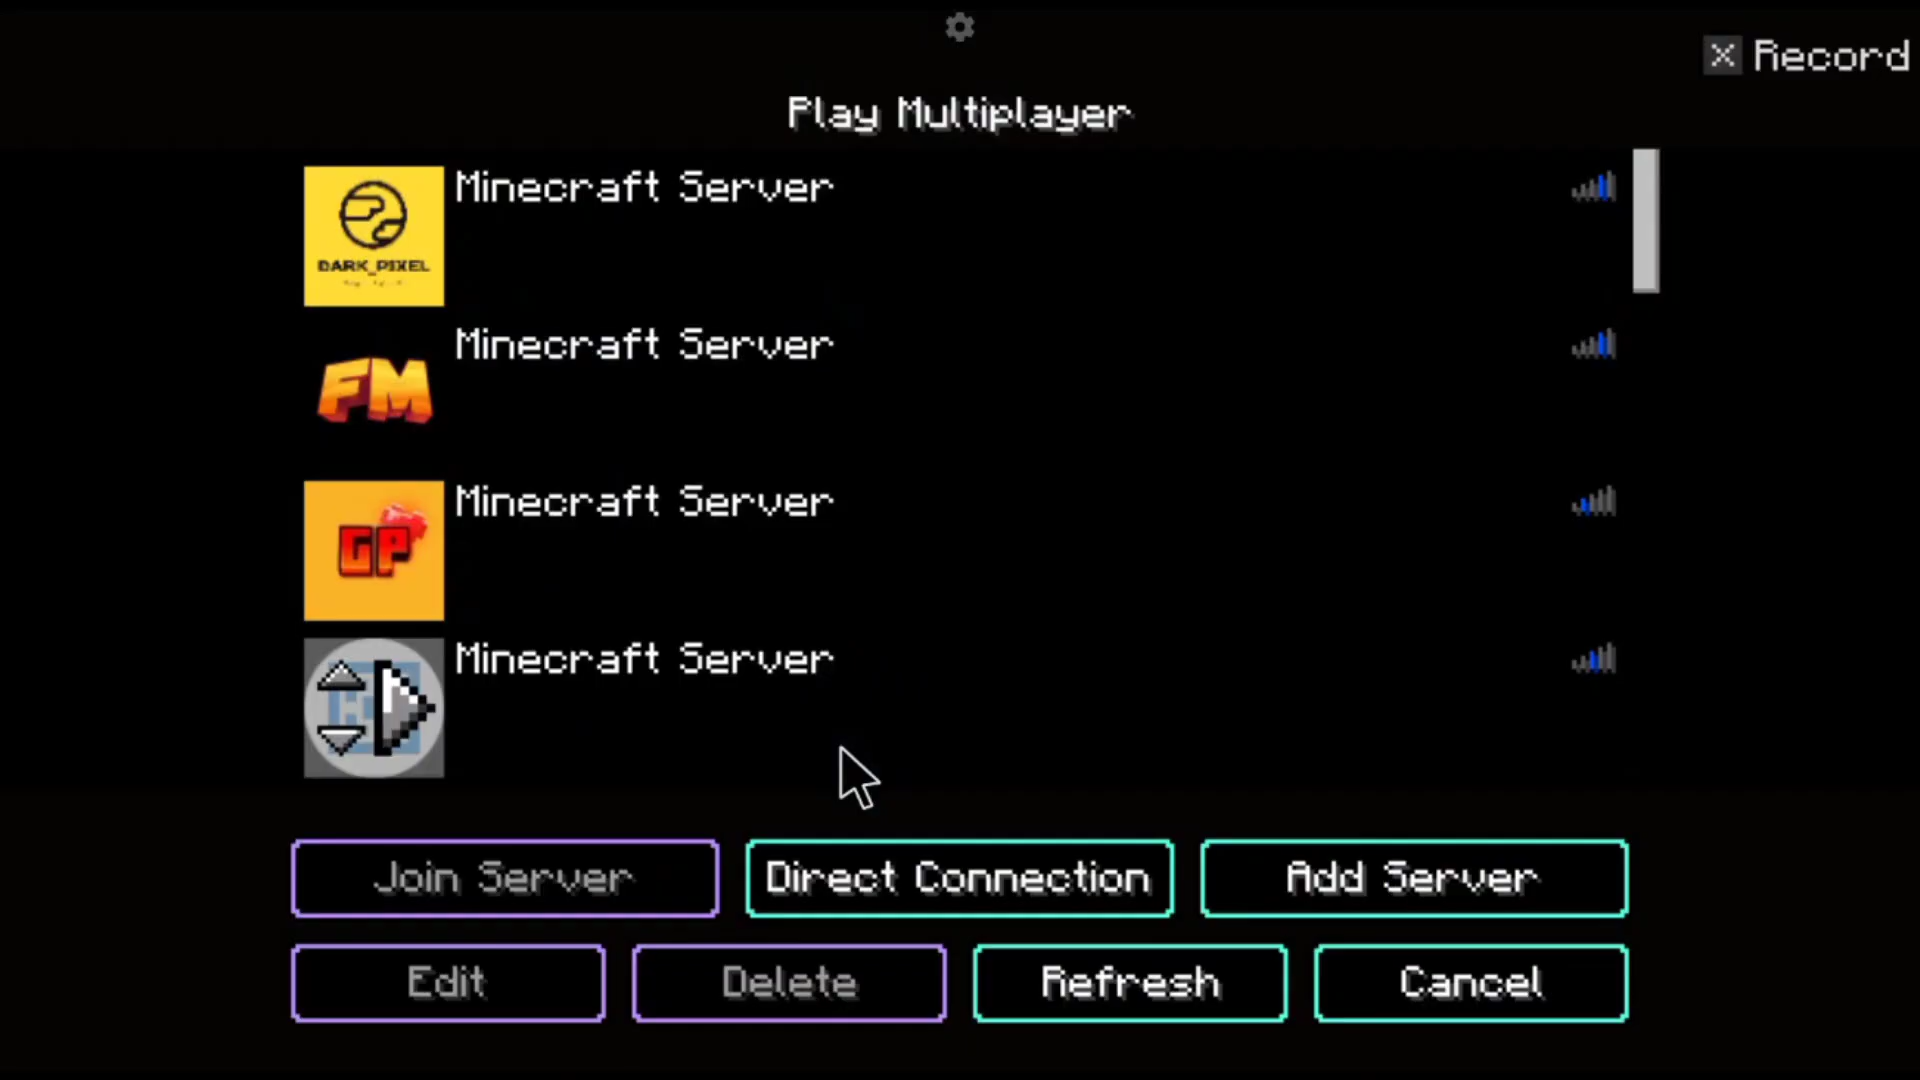 Record
Play Multiplayer
Minecraft Server
DARK_PIXEL
Minecraft Server
FM
Minecraft Server
GP
Minecraft Server
Join Server
Direct Connection
Add Server
Edit
Delete
Refresh
Cancel